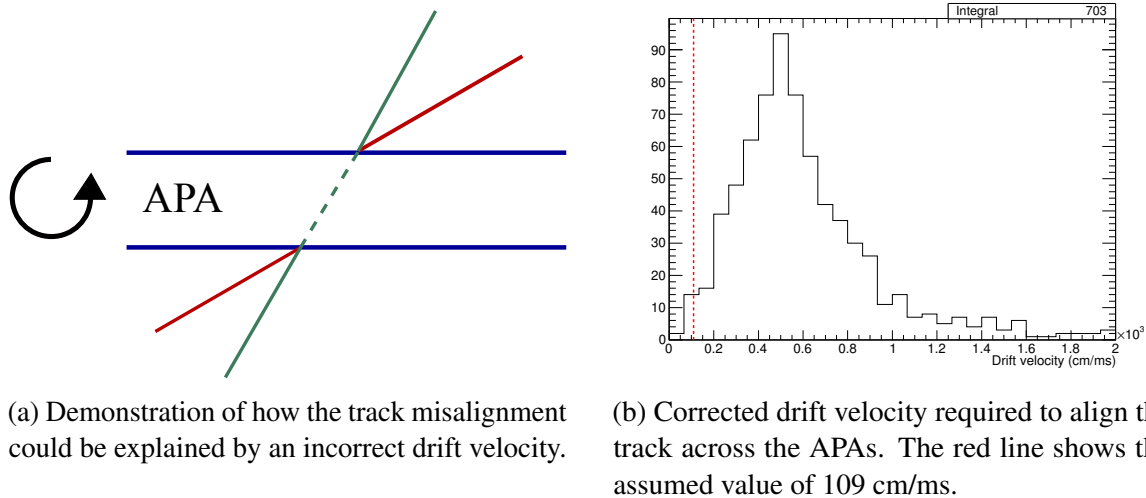 APA
Integral 703
90
80
70
60
50
40
30
20
10
0
0 0.2 0.4 0.6 0.8 1 1.2 1.4 1.6 1.8 2
×10³
Drift velocity (cm/ms)
(a) Demonstration of how the track misalignment
could be explained by an incorrect drift velocity.
(b) Corrected drift velocity required to align
track across the APAs. The red line shows
assumed value of 109 cm/ms.